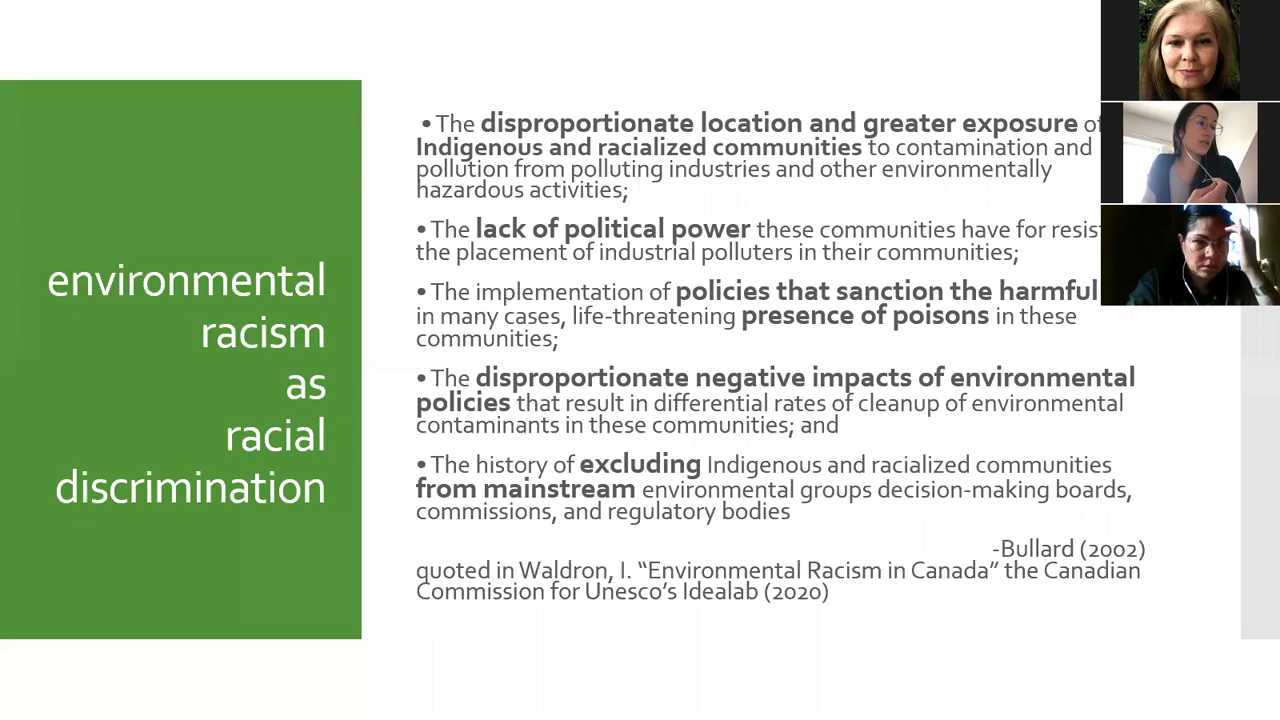 environmental
racism
as
racial
discrimination
• The disproportionate location and greater exposure of
Indigenous and racialized communities to contamination and
pollution from polluting industries and other environmentally
hazardous activities;
• The lack of political power these communities have for resist
the placement of industrial polluters in their communities;
• The implementation of policies that sanction the harmful
in many cases, life-threatening presence of poisons in these
communities;
• The disproportionate negative impacts of environmental
policies that result in differential rates of cleanup of environmental
contaminants in these communities; and
• The history of excluding Indigenous and racialized communities
from mainstream environmental groups decision-making boards,
commissions, and regulatory bodies
-Bullard (2002)
quoted in Waldron, I. “Environmental Racism in Canada” the Canadian
Commission for Unesco’s Idealab (2020)